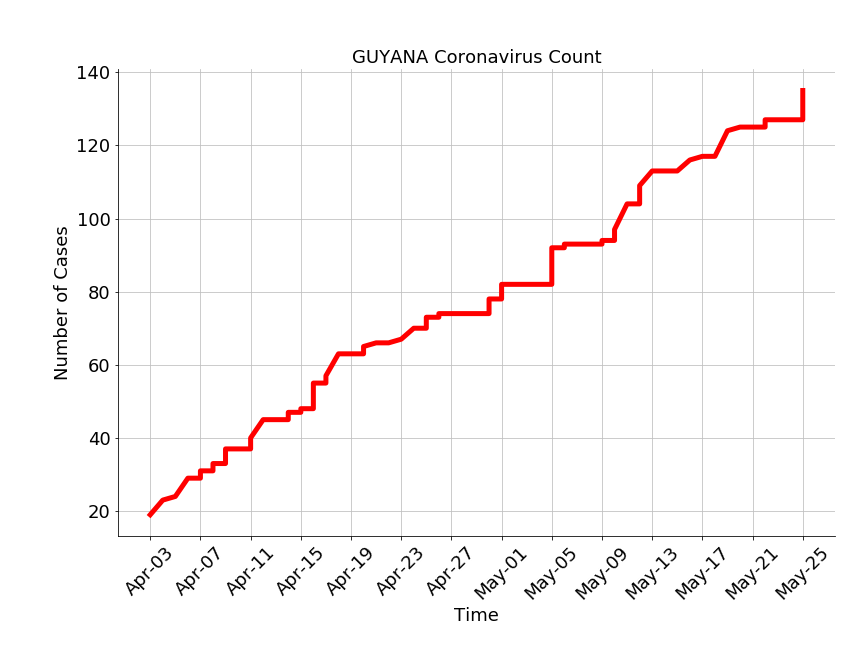 GUYANA Coronavirus Count
140
120
100
80
60
40
20
Number of Cases
Apr-03 Apr-07 Apr-11 Apr-15 Apr-19 Apr-23 Apr-27 May-01 May-05 May-09 May-13 May-17 May-21 May-25
Time